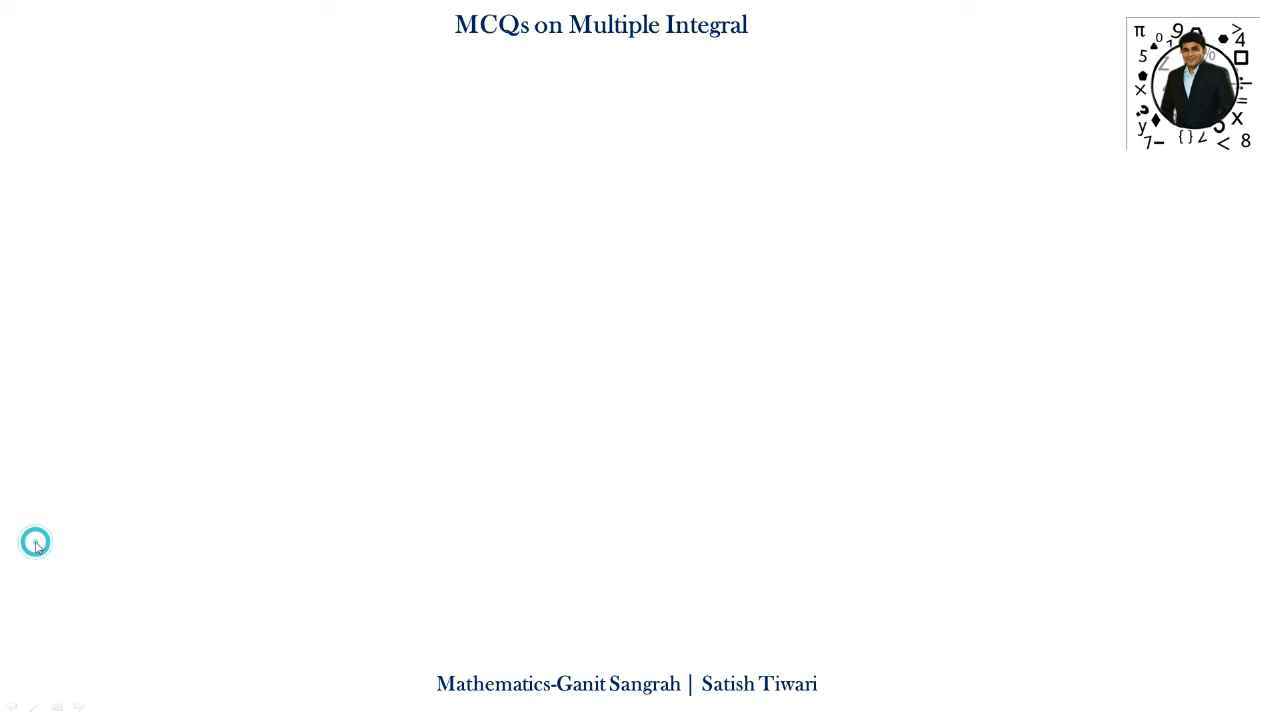 MCQs on Multiple Integral
Mathematics-Ganit Sangrah | Satish Tiwari